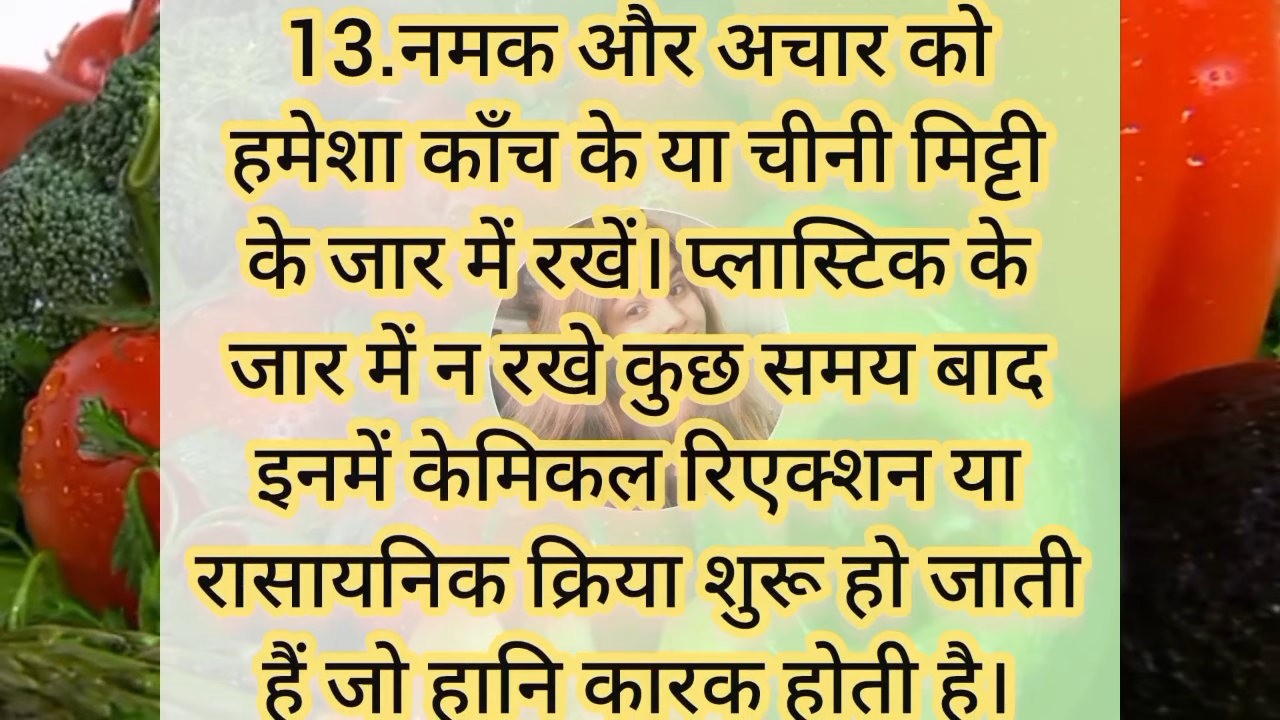 13.नमक और अचार को
हमेशा काँच के या चीनी मिट्टी
के जार में रखें। प्लास्टिक के
जार में न रखे कुछ समय बाद
इनमें केमिकल रिएक्शन या
रासायनिक क्रिया शुरू हो जाती
हैं जो हानि कारक होती है।